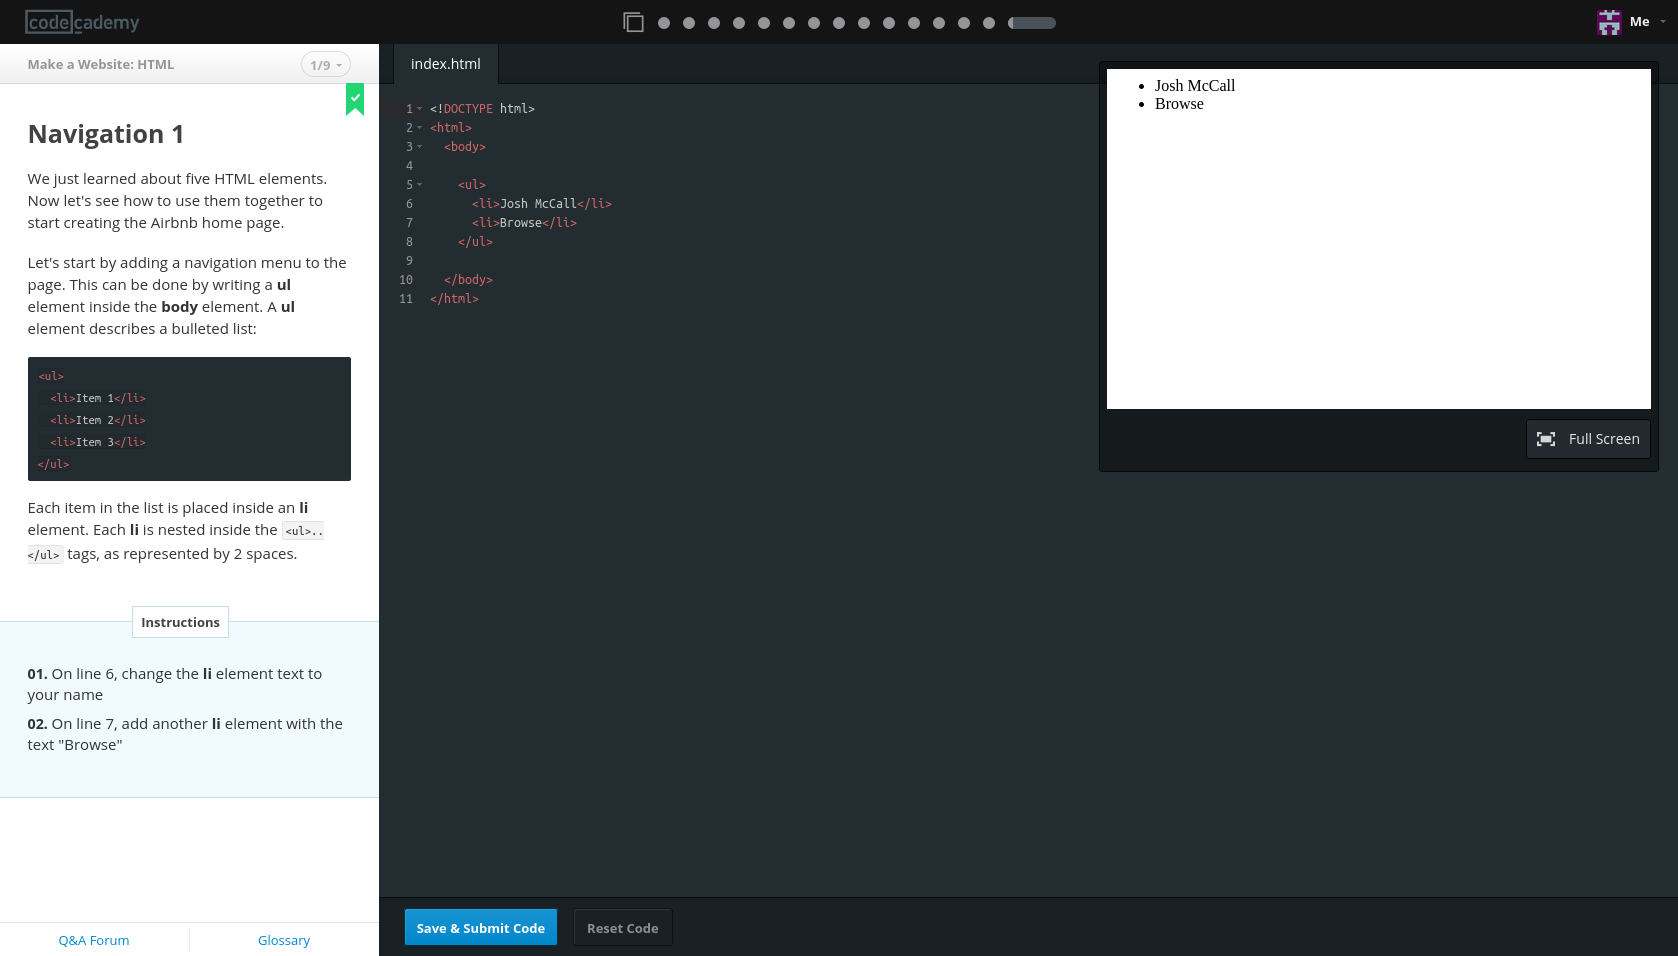 codecademy
Me
Make a Website: HTML
1/9
index.html
Navigation 1
We just learned about five HTML elements.
Now let's see how to use them together to
start creating the Airbnb home page.
Let's start by adding a navigation menu to the
page. This can be done by writing a ul
element inside the body element. A ul
element describes a bulleted list:
<ul>
  <li>Item 1</li>
  <li>Item 2</li>
  <li>Item 3</li>
</ul>
Each item in the list is placed inside an li
element. Each li is nested inside the <ul>..
</ul> tags, as represented by 2 spaces.
Instructions
01. On line 6, change the li element text to
your name
02. On line 7, add another li element with the
text "Browse"
Q&A Forum
Glossary
1 <!DOCTYPE html>
2 <html>
3   <body>
4
5     <ul>
6       <li>Josh McCall</li>
7       <li>Browse</li>
8     </ul>
9
10   </body>
11 </html>
• Josh McCall
• Browse
Full Screen
Save & Submit Code
Reset Code